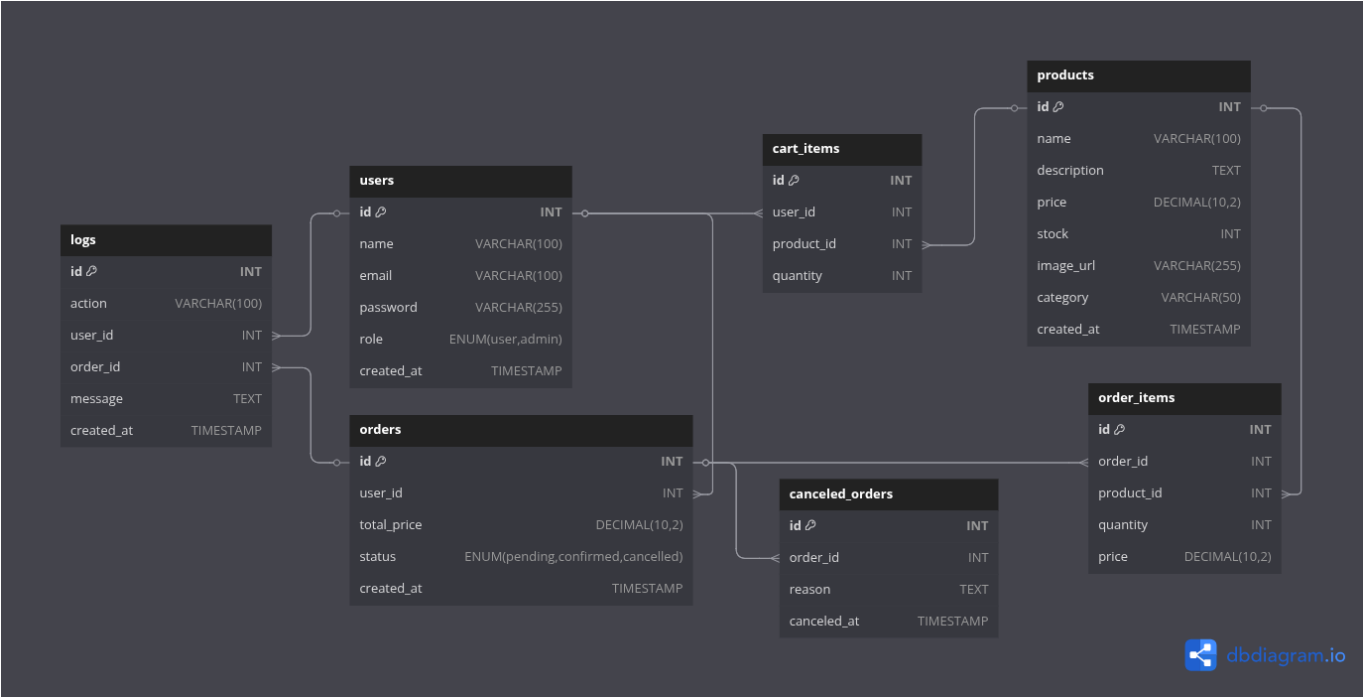 logs
id INT
action VARCHAR(100)
user_id INT
order_id INT
message TEXT
created_at TIMESTAMP
users
id INT
name VARCHAR(100)
email VARCHAR(100)
password VARCHAR(255)
role ENUM(user,admin)
created_at TIMESTAMP
orders
id INT
user_id INT
total_price DECIMAL(10,2)
status ENUM(pending,confirmed,cancelled)
created_at TIMESTAMP
cart_items
id INT
user_id INT
product_id INT
quantity INT
canceled_orders
id INT
order_id INT
reason TEXT
canceled_at TIMESTAMP
products
id INT
name VARCHAR(100)
description TEXT
price DECIMAL(10,2)
stock INT
image_url VARCHAR(255)
category VARCHAR(50)
created_at TIMESTAMP
order_items
id INT
order_id INT
product_id INT
quantity INT
price DECIMAL(10,2)
dbdiagram.io